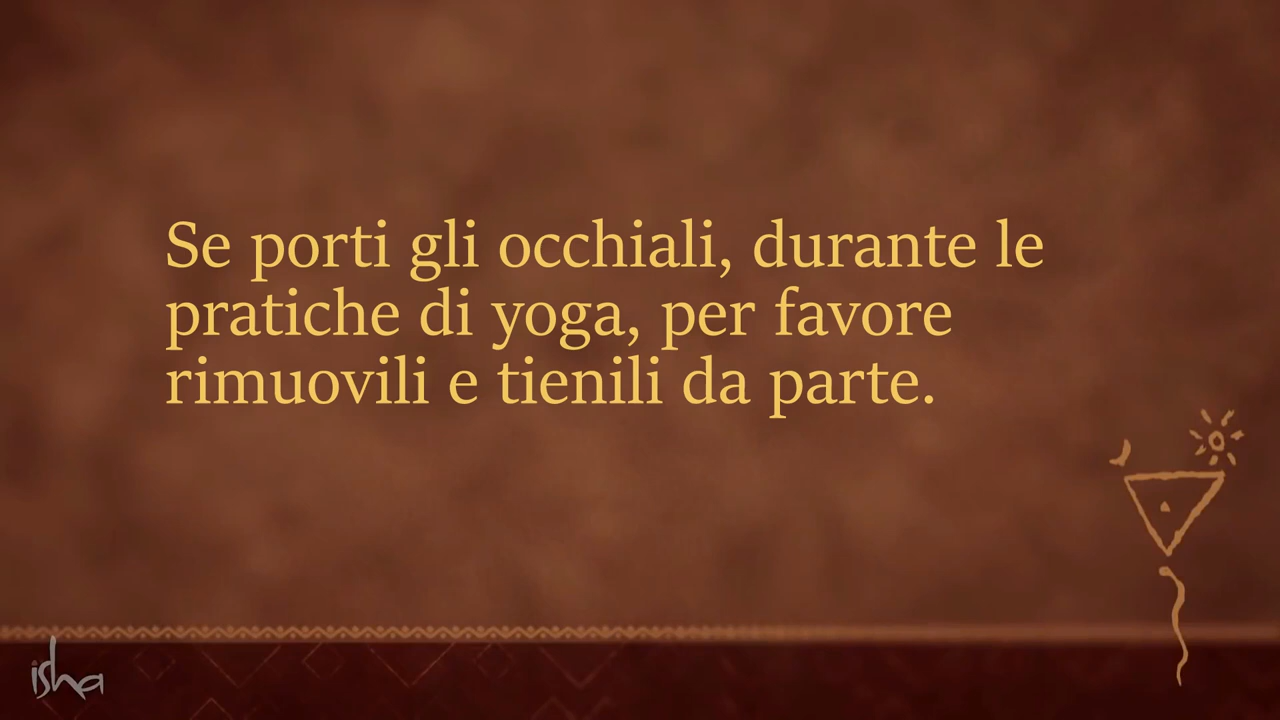 Se porti gli occhiali, durante le
pratiche di yoga, per favore
rimuovili e tienili da parte.
isha